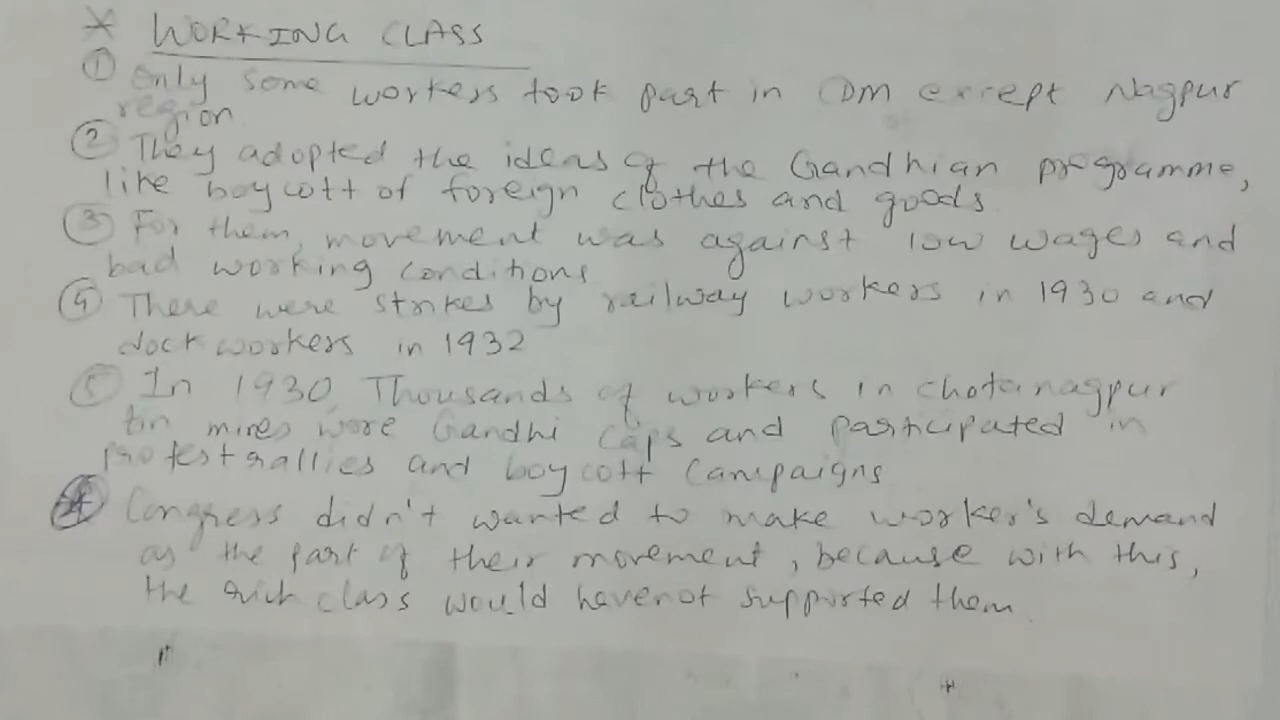 * WORKING CLASS
① Only some workers took part in CDM except Nagpur
region
② They adopted the ideas of the Gandhian programme,
like boycott of foreign clothes and goods
③ For them, movement was against low wages and
bad working conditions
④ There were strikes by railway workers in 1930 and
dock workers in 1932
⑤ In 1930, Thousands of workers in chotanagpur
tin mines wore Gandhi caps and participated in
protest rallies and boycott campaigns
Congress didn't wanted to make worker's demand
as the part of their movement, because with this,
the rich class would have not supported them.